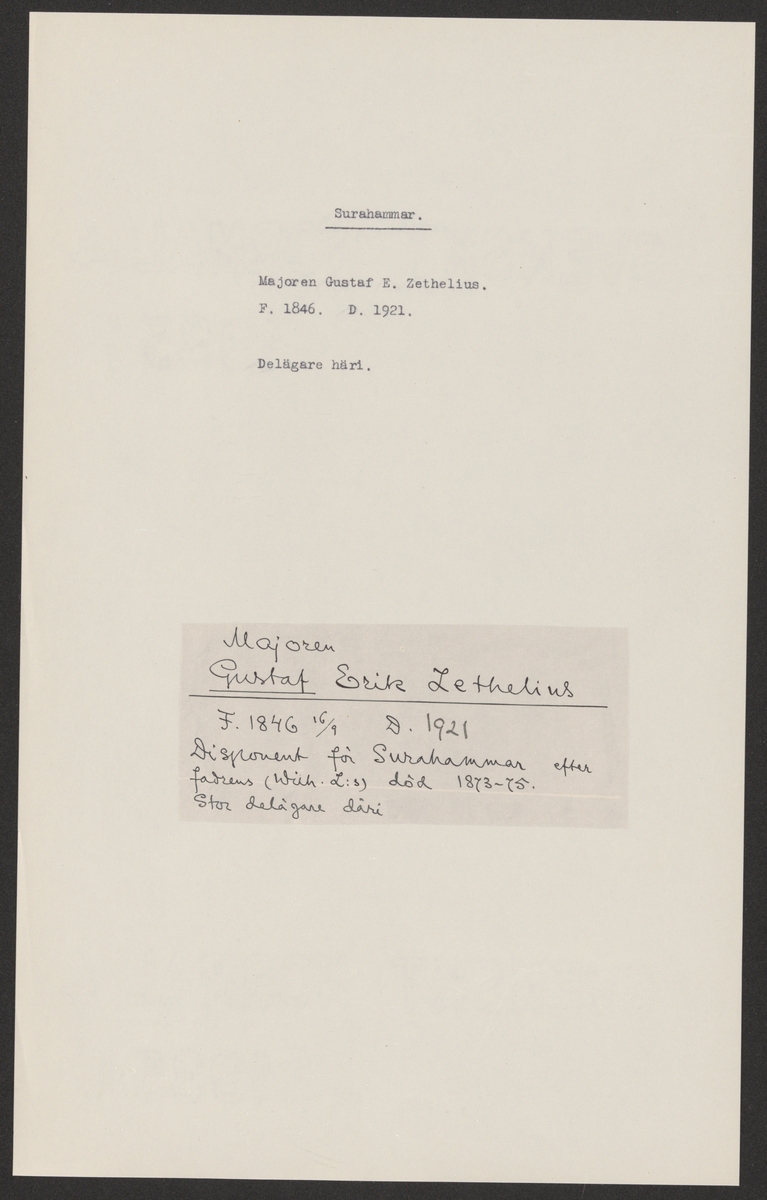 Surahammar.
Majoren Gustaf E. Zethelius.
F. 1846. D. 1921.
Delägare häri.
Majoren
Gustaf Erik Zethelius
F. 1846 16/9 D. 1921
Disponent för Surahammar efter
fadrens (Wilh. Z:s) död 1873-75.
Stor delägare däri